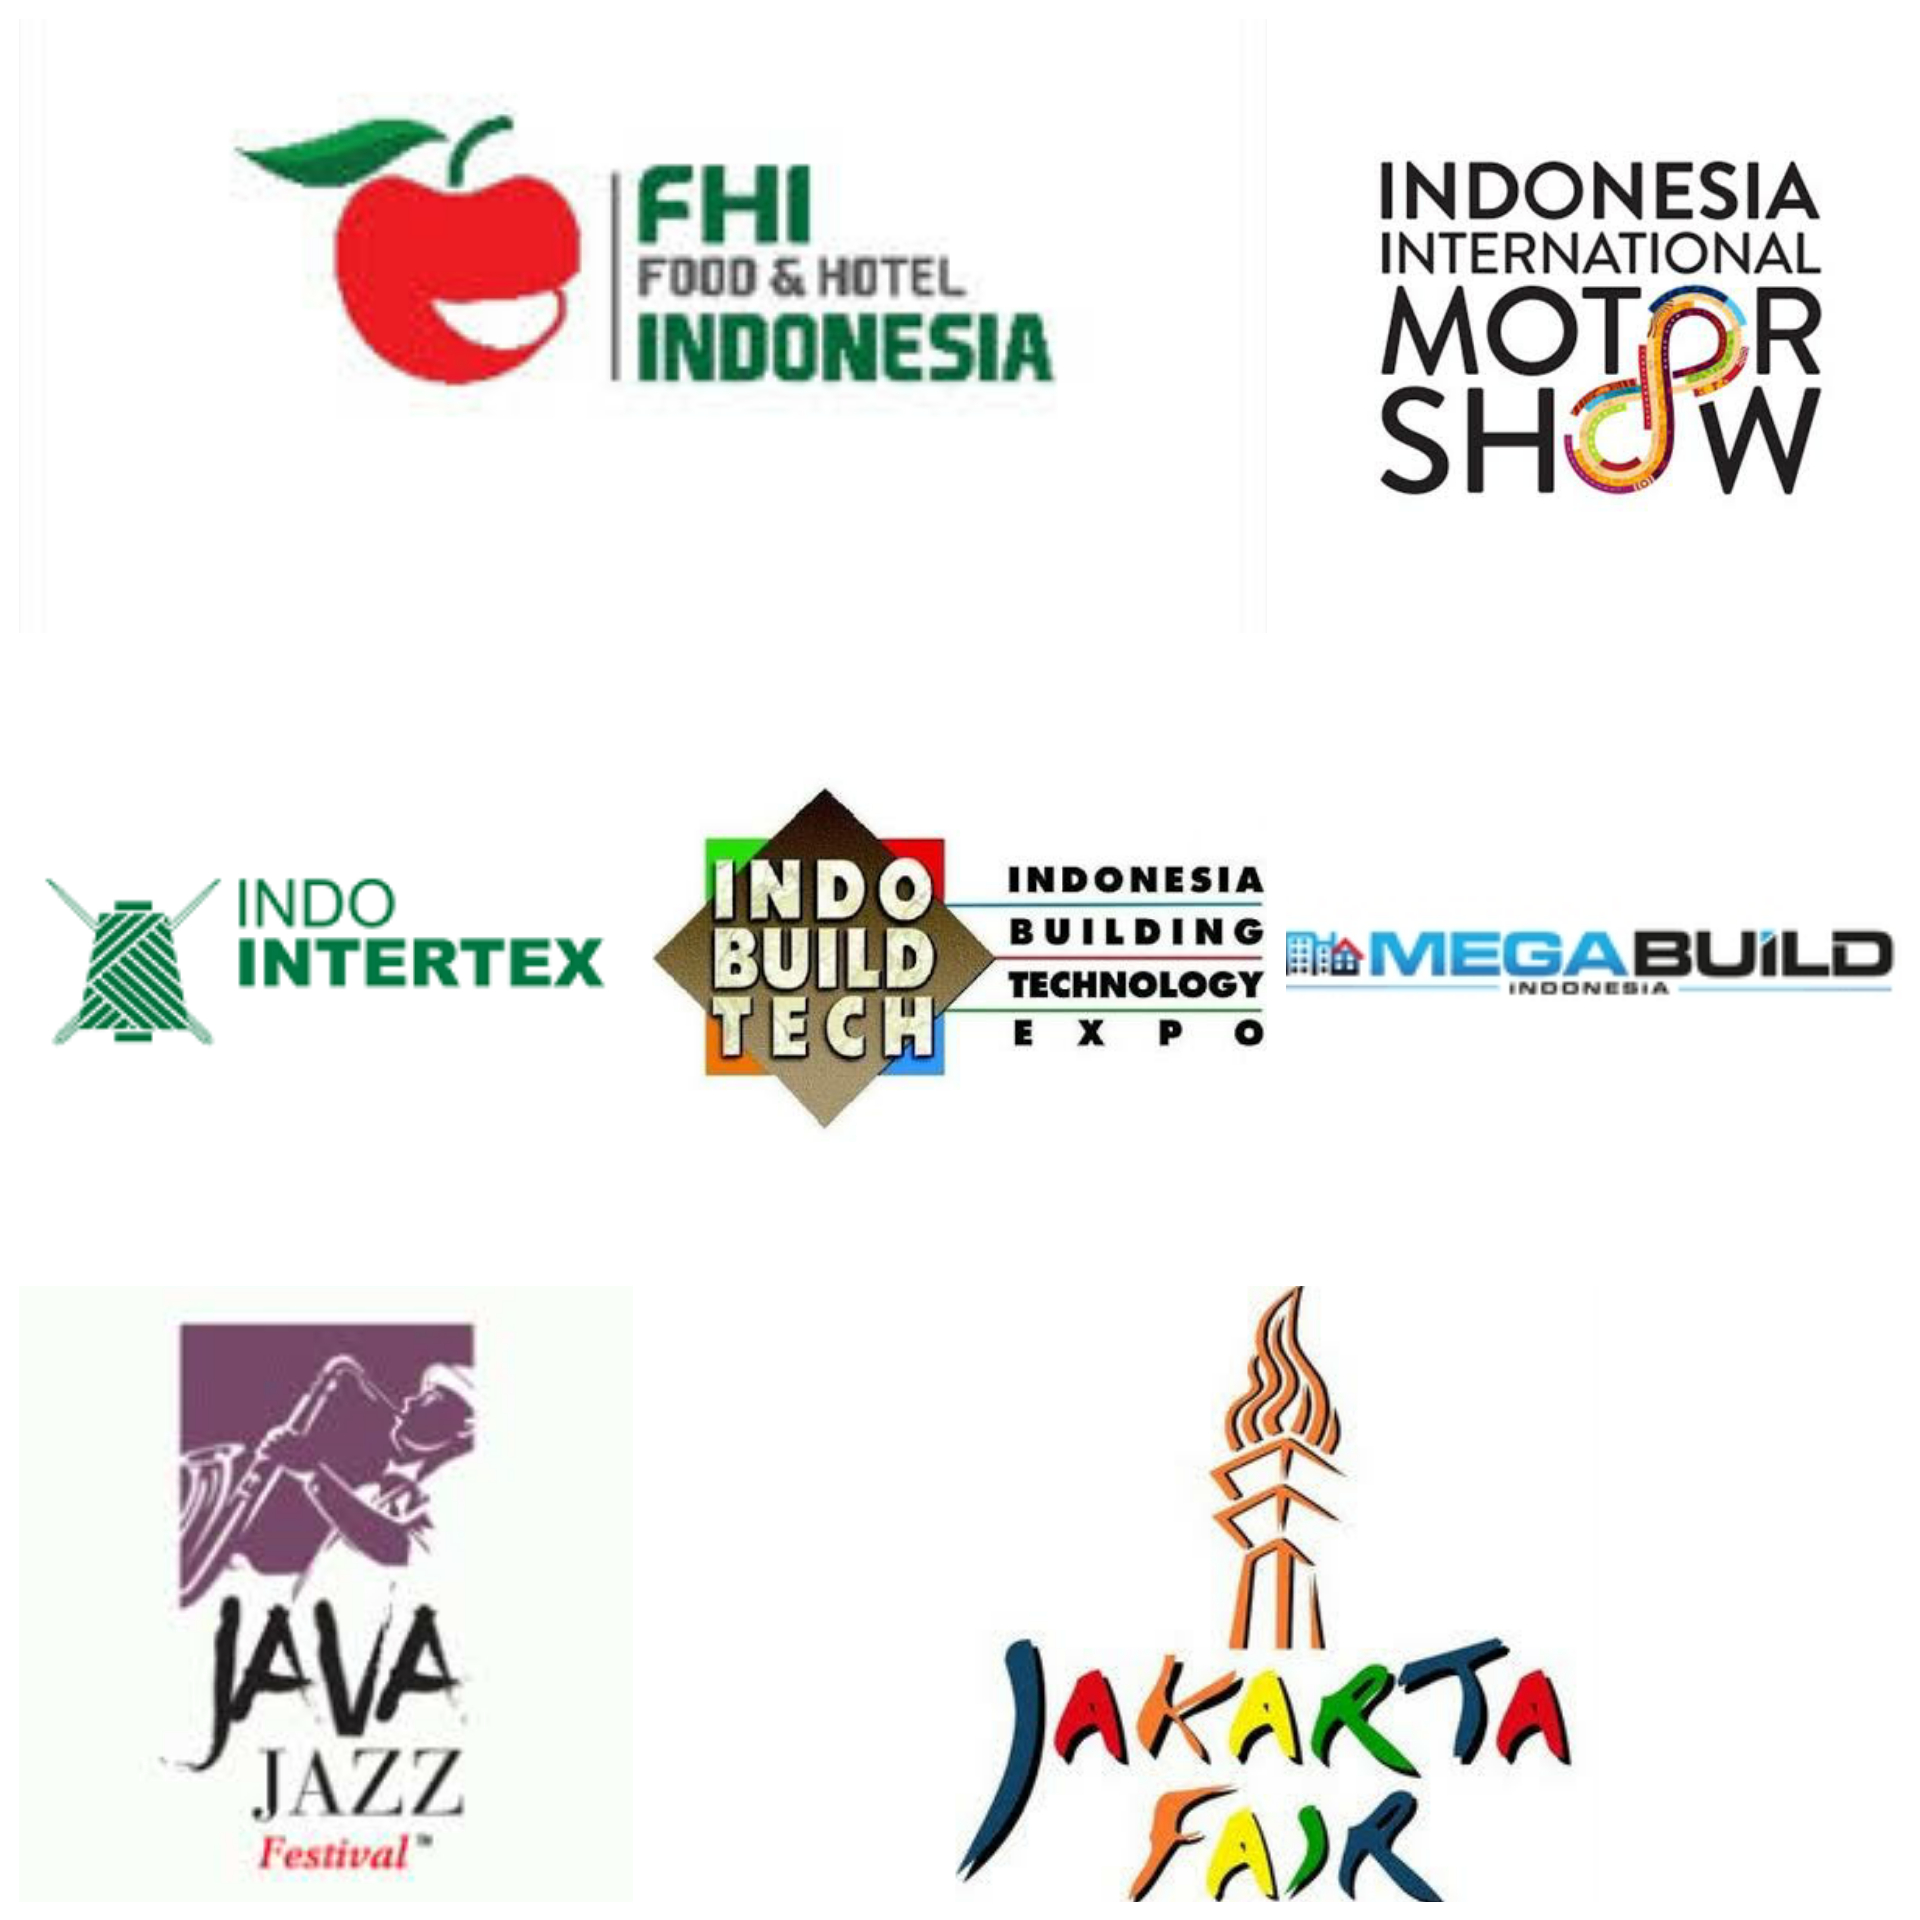 FHI
FOOD & HOTEL
INDONESIA
INDONESIA
INTERNATIONAL
MOTOR
SHOW
INDO
INTERTEX
INDO
BUILD
TECH
INDONESIA
BUILDING
TECHNOLOGY
EXPO
MEGABUILD
INDONESIA
JAVA
JAZZ
Festival™
JAKARTA
FAIR